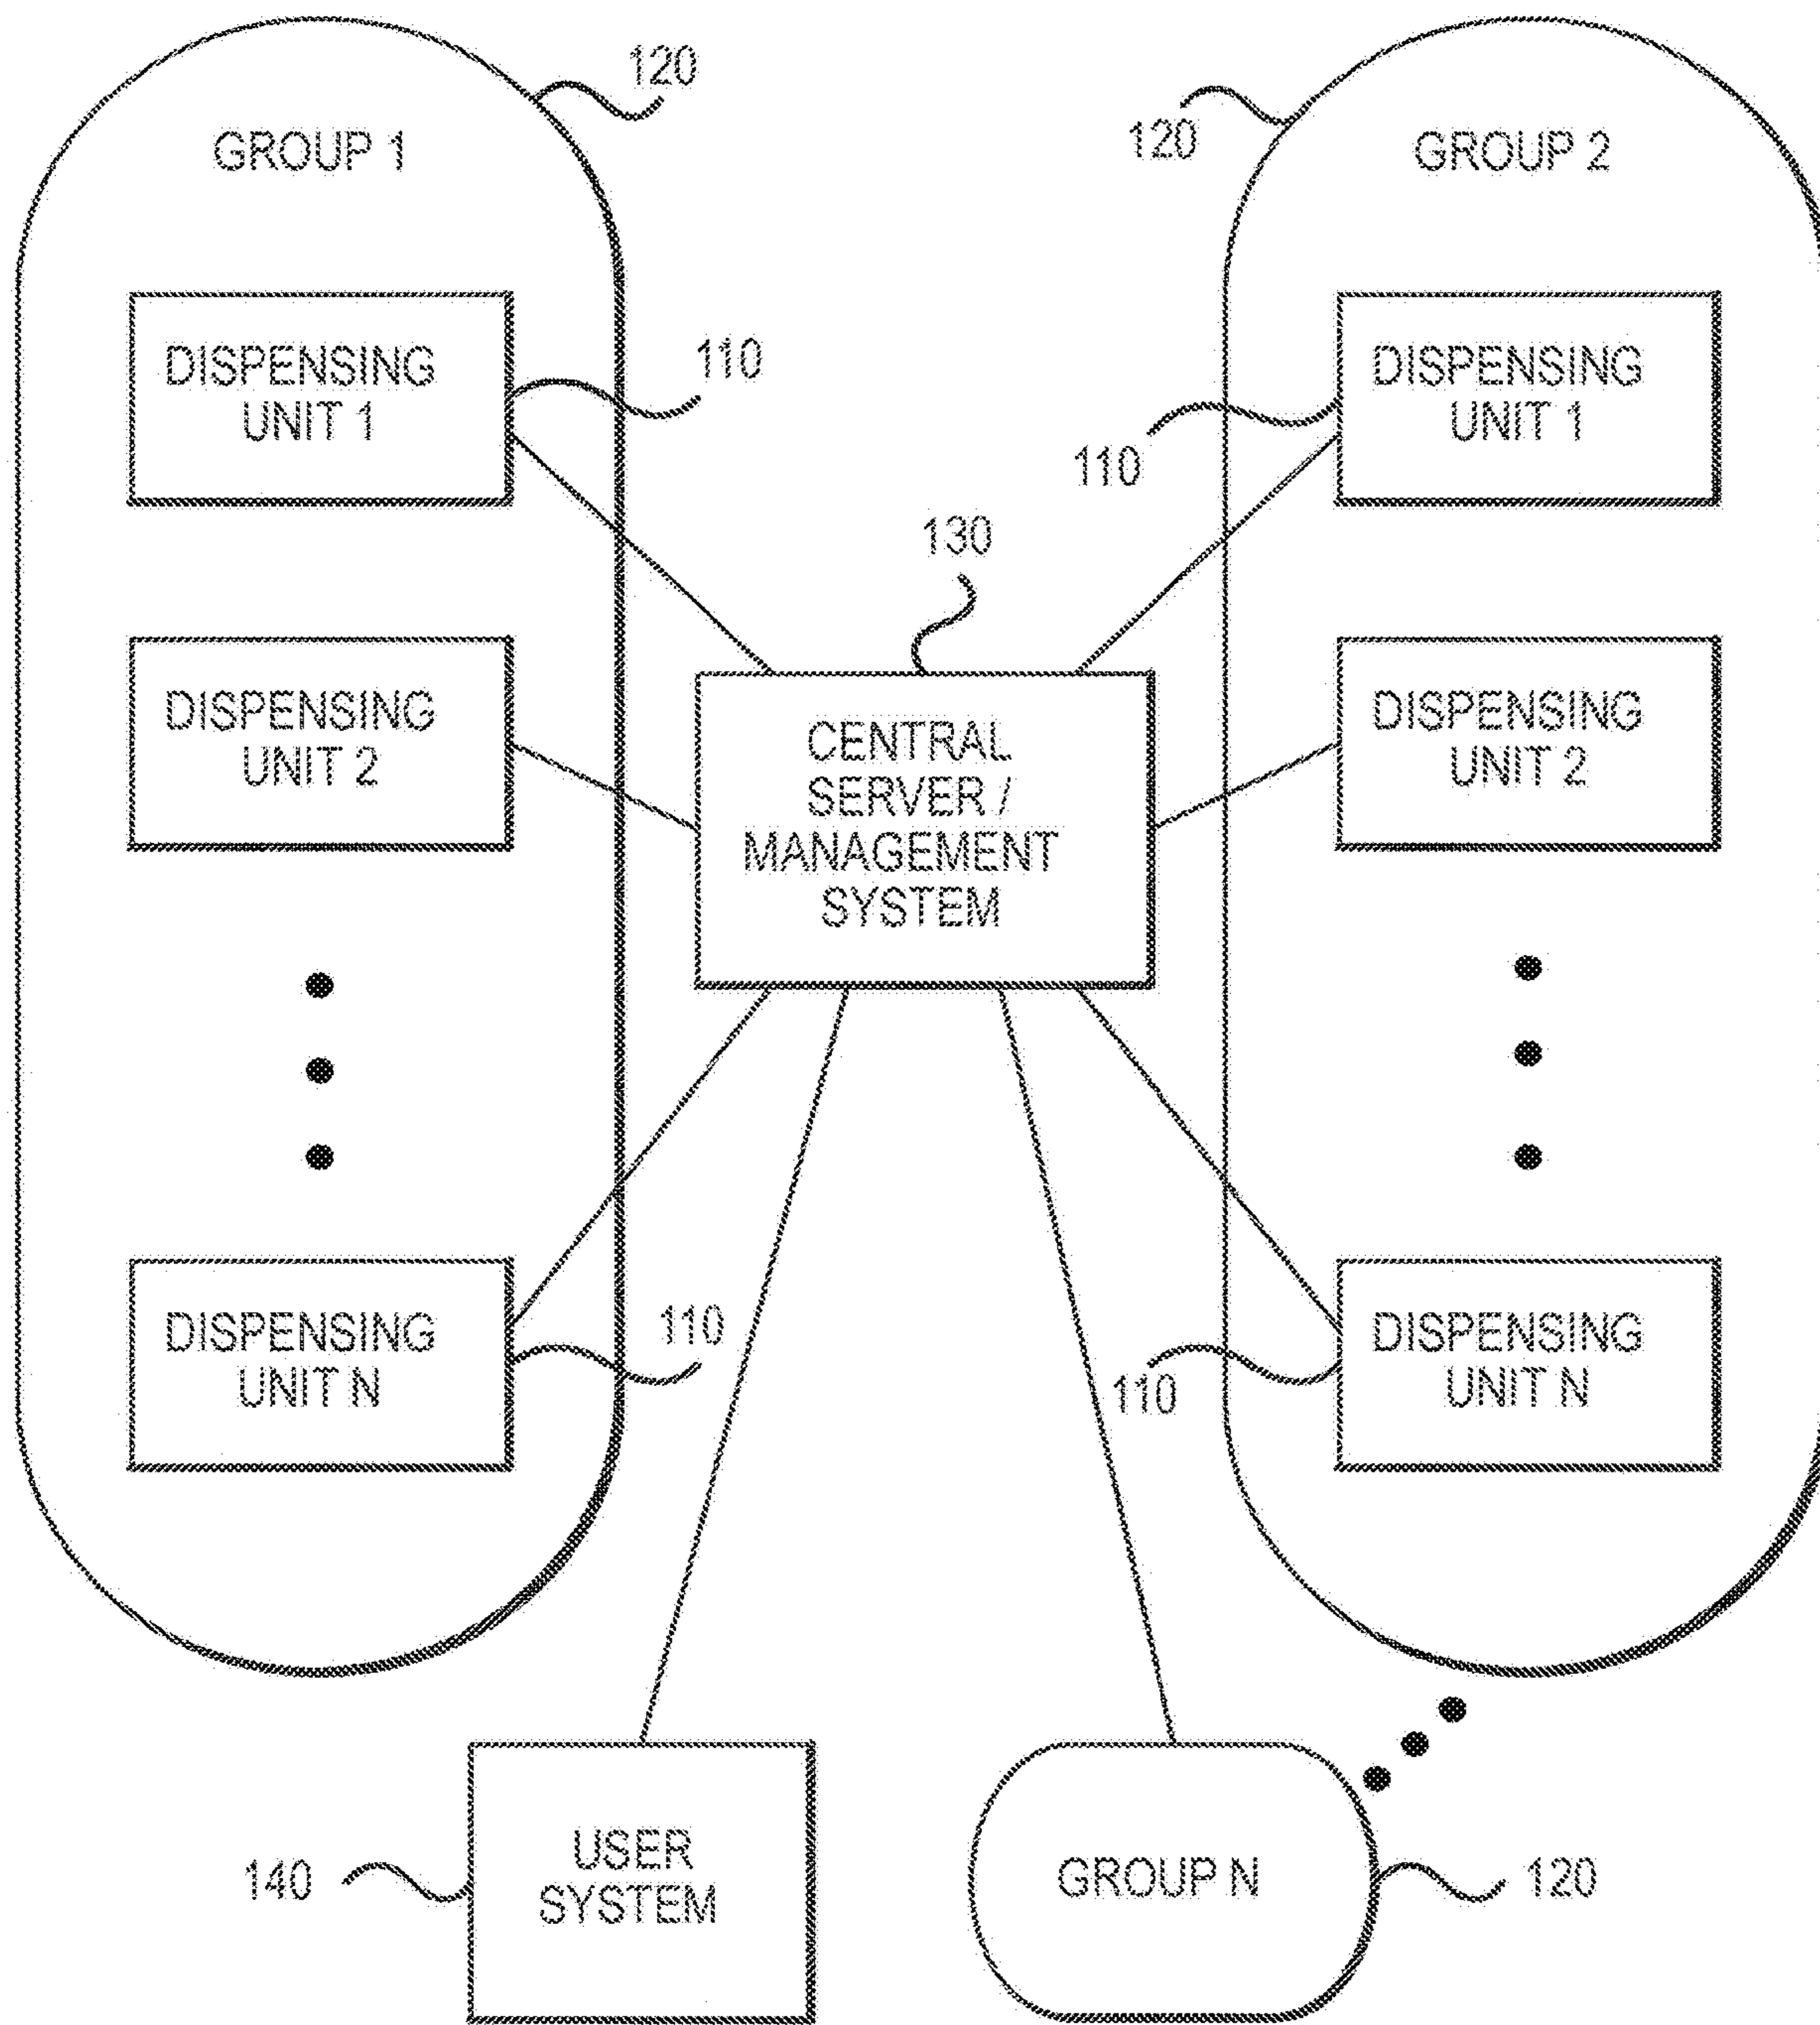 120
GROUP 1
DISPENSING
UNIT 1
110
DISPENSING
UNIT 2
DISPENSING
UNIT N
110
120
GROUP 2
DISPENSING
UNIT 1
110
DISPENSING
UNIT 2
DISPENSING
UNIT N
110
130
CENTRAL
SERVER /
MANAGEMENT
SYSTEM
140
USER
SYSTEM
GROUP N
120